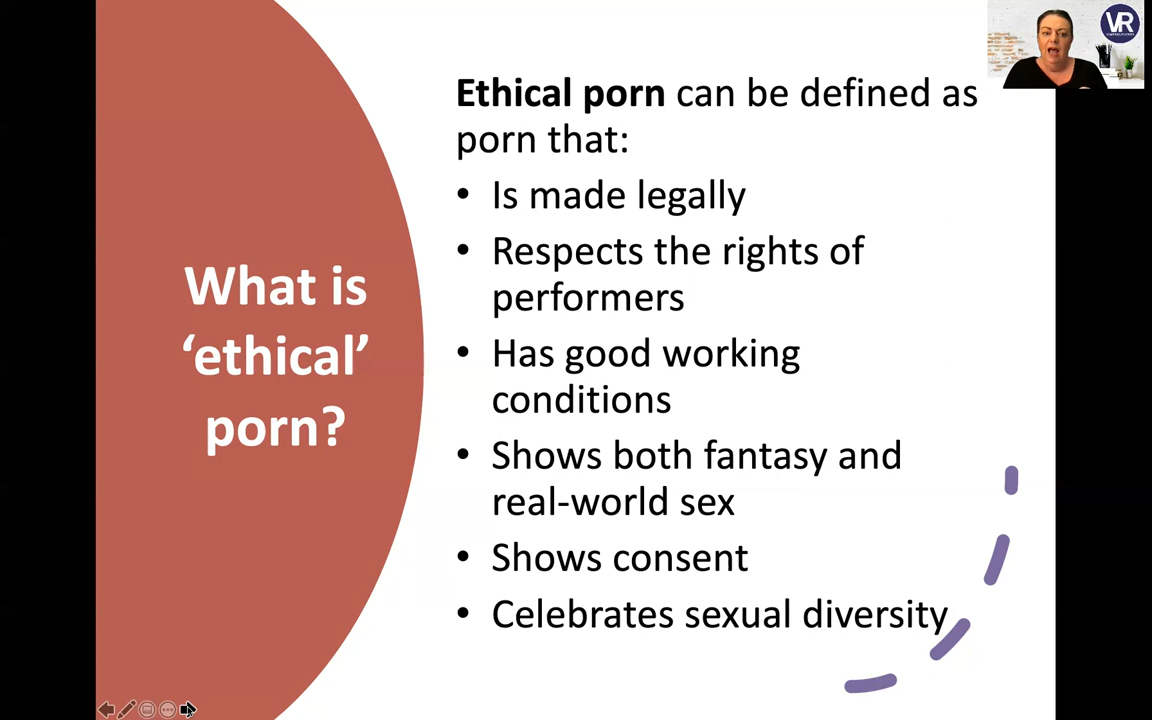 What is
‘ethical’
porn?
Ethical porn can be defined as
porn that:
• Is made legally
• Respects the rights of
performers
• Has good working
conditions
• Shows both fantasy and
real-world sex
• Shows consent
• Celebrates sexual diversity
VR